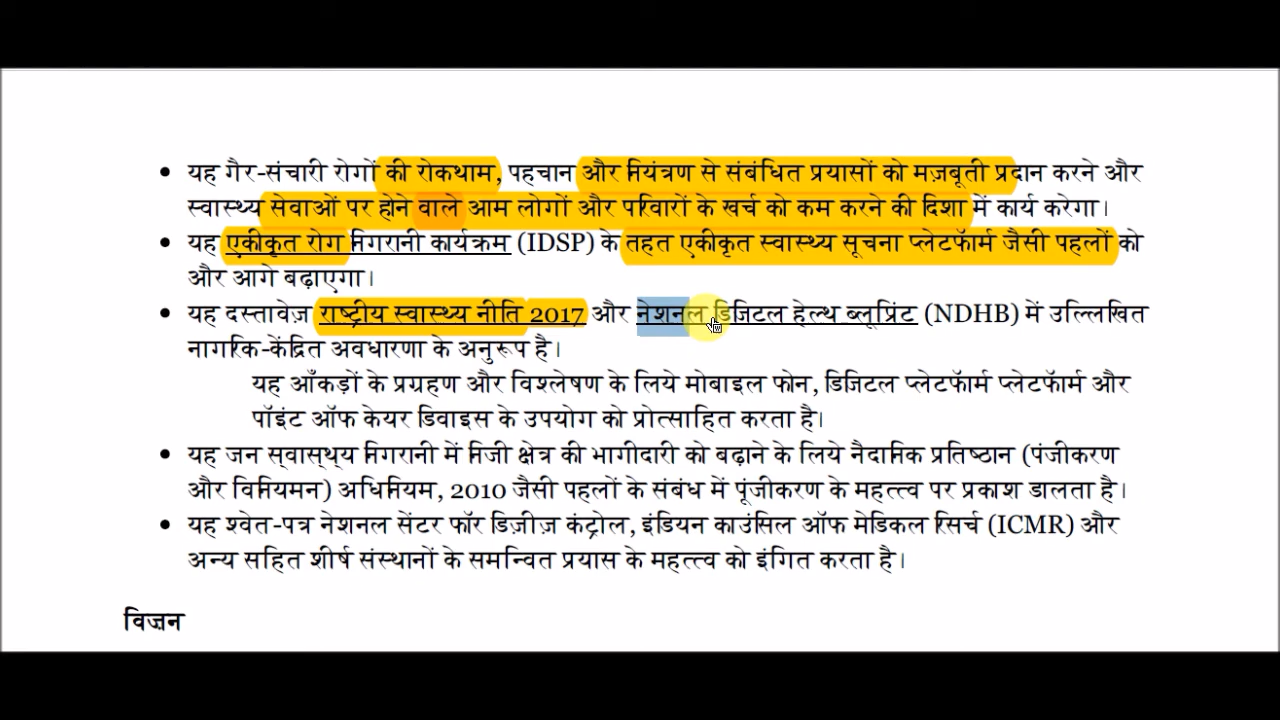 • यह गैर-संचारी रोगों की रोकथाम, पहचान और नियंत्रण से संबंधित प्रयासों को मज़बूती प्रदान करने और
स्वास्थ्य सेवाओं पर होने वाले आम लोगों और परिवारों के खर्च को कम करने की दिशा में कार्य करेगा।
• यह एकीकृत रोग निगरानी कार्यक्रम (IDSP) के तहत एकीकृत स्वास्थ्य सूचना प्लेटफॉर्म जैसी पहलों को
और आगे बढ़ाएगा।
• यह दस्तावेज़ राष्ट्रीय स्वास्थ्य नीति 2017 और नेशनल डिजिटल हेल्थ ब्लूप्रिंट (NDHB) में उल्लिखित
नागरिक-केंद्रित अवधारणा के अनुरूप है।
यह आँकड़ों के प्रग्रहण और विश्लेषण के लिये मोबाइल फोन, डिजिटल प्लेटफॉर्म प्लेटफॉर्म और
पॉइंट ऑफ केयर डिवाइस के उपयोग को प्रोत्साहित करता है।
• यह जन स्वास्थ्य निगरानी में निजी क्षेत्र की भागीदारी को बढ़ाने के लिये नैदानिक प्रतिष्ठान (पंजीकरण
और विनियमन) अधिनियम, 2010 जैसी पहलों के संबंध में पूंजीकरण के महत्त्व पर प्रकाश डालता है।
• यह श्वेत-पत्र नेशनल सेंटर फॉर डिज़ीज़ कंट्रोल, इंडियन काउंसिल ऑफ मेडिकल रिसर्च (ICMR) और
अन्य सहित शीर्ष संस्थानों के समन्वित प्रयास के महत्त्व को इंगित करता है।
विज़न